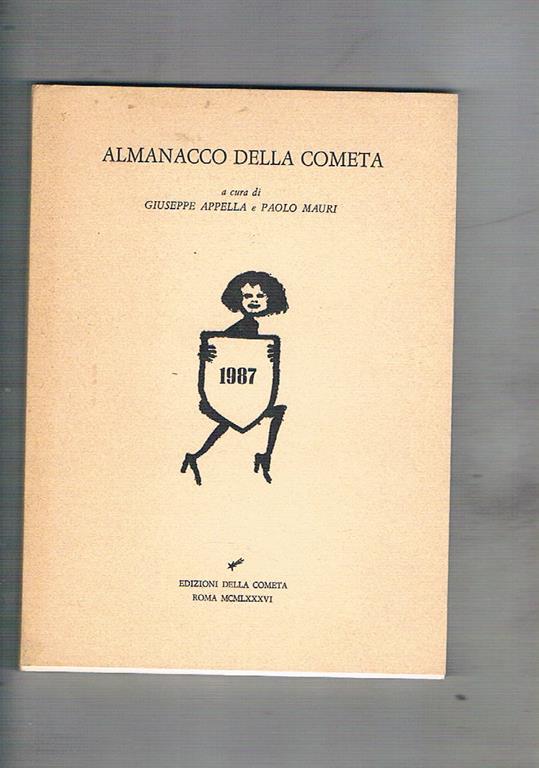 ALMANACCO DELLA COMETA
a cura di
GIUSEPPE APPELLA e PAOLO MAURI
1987
EDIZIONI DELLA COMETA
ROMA MCMLXXXVI